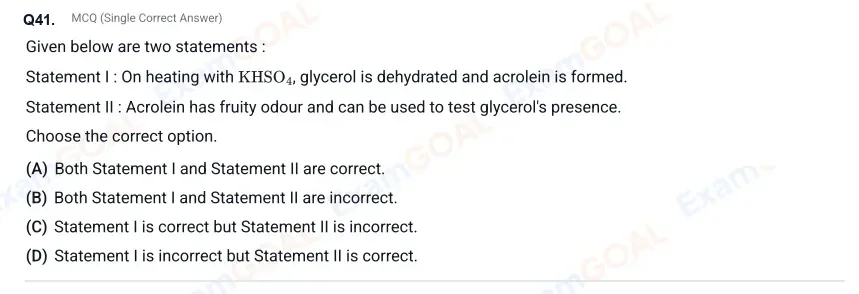 Q41. MCQ (Single Correct Answer)
Given below are two statements :
Statement I : On heating with KHSO₄, glycerol is dehydrated and acrolein is formed.
Statement II : Acrolein has fruity odour and can be used to test glycerol's presence.
Choose the correct option.
(A) Both Statement I and Statement II are correct.
(B) Both Statement I and Statement II are incorrect.
(C) Statement I is correct but Statement II is incorrect.
(D) Statement I is incorrect but Statement II is correct.
ExamGOAL